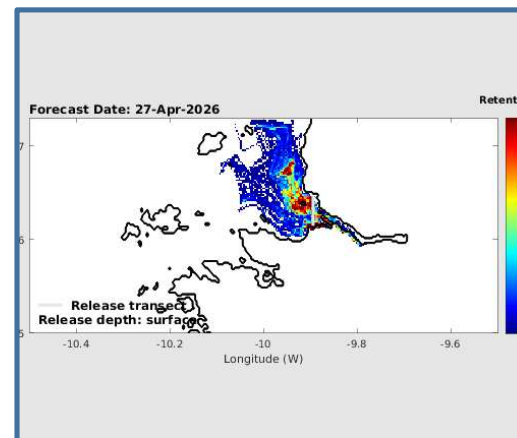 Retent
Forecast Date: 27-Apr-2026
7
6
5
Release transect
Release depth: surface
-10.4
-10.2
-10
-9.8
-9.6
Longitude (W)